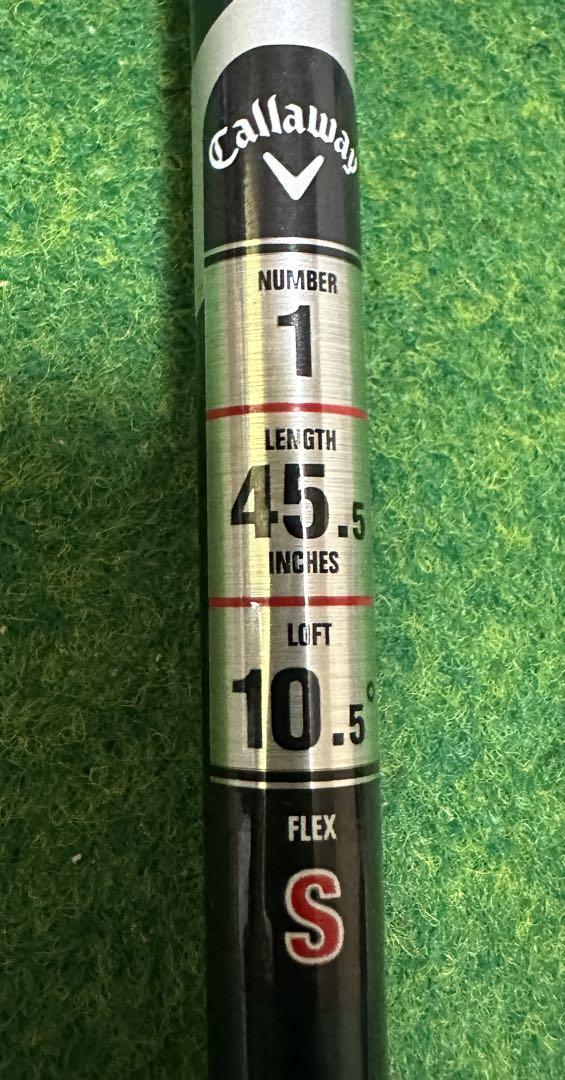 Callaway
NUMBER
1
LENGTH
45.5
INCHES
LOFT
10.5°
FLEX
S